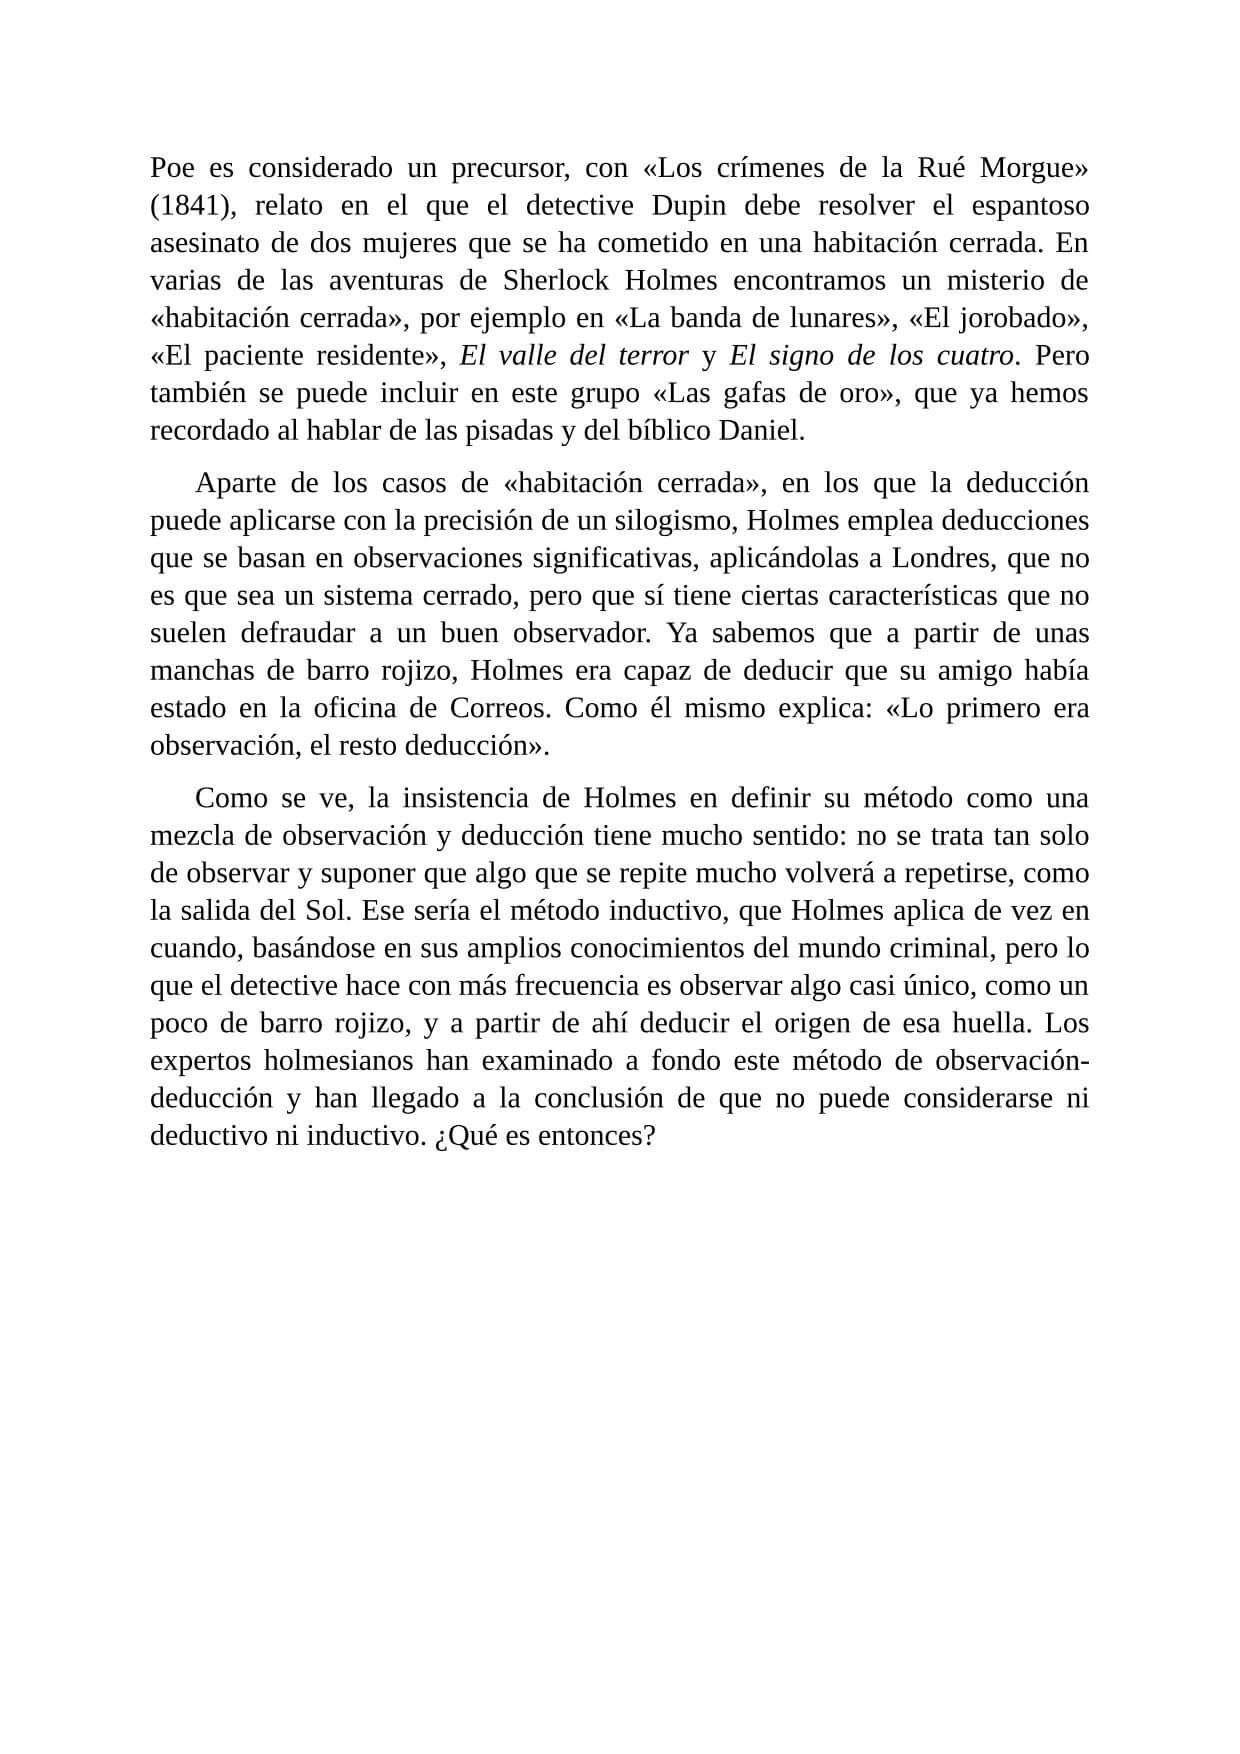 Poe es considerado un precursor, con «Los crímenes de la Rué Morgue»
(1841), relato en el que el detective Dupin debe resolver el espantoso
asesinato de dos mujeres que se ha cometido en una habitación cerrada. En
varias de las aventuras de Sherlock Holmes encontramos un misterio de
«habitación cerrada», por ejemplo en «La banda de lunares», «El jorobado»,
«El paciente residente», El valle del terror y El signo de los cuatro. Pero
también se puede incluir en este grupo «Las gafas de oro», que ya hemos
recordado al hablar de las pisadas y del bíblico Daniel.
Aparte de los casos de «habitación cerrada», en los que la deducción
puede aplicarse con la precisión de un silogismo, Holmes emplea deducciones
que se basan en observaciones significativas, aplicándolas a Londres, que no
es que sea un sistema cerrado, pero que sí tiene ciertas características que no
suelen defraudar a un buen observador. Ya sabemos que a partir de unas
manchas de barro rojizo, Holmes era capaz de deducir que su amigo había
estado en la oficina de Correos. Como él mismo explica: «Lo primero era
observación, el resto deducción».
Como se ve, la insistencia de Holmes en definir su método como una
mezcla de observación y deducción tiene mucho sentido: no se trata tan solo
de observar y suponer que algo que se repite mucho volverá a repetirse, como
la salida del Sol. Ese sería el método inductivo, que Holmes aplica de vez en
cuando, basándose en sus amplios conocimientos del mundo criminal, pero lo
que el detective hace con más frecuencia es observar algo casi único, como un
poco de barro rojizo, y a partir de ahí deducir el origen de esa huella. Los
expertos holmesianos han examinado a fondo este método de observación-
deducción y han llegado a la conclusión de que no puede considerarse ni
deductivo ni inductivo. ¿Qué es entonces?